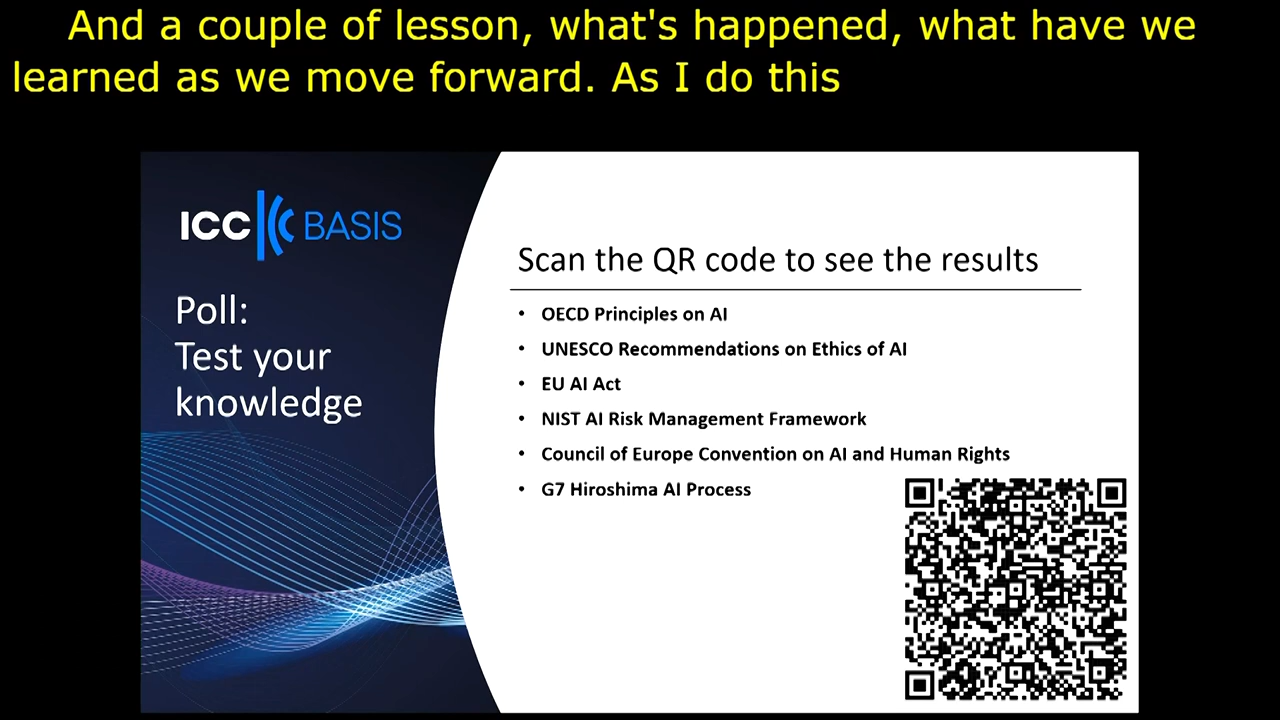 And a couple of lesson, what's happened, what have we
learned as we move forward. As I do this
ICC BASIS
Poll:
Test your
knowledge
Scan the QR code to see the results
• OECD Principles on AI
• UNESCO Recommendations on Ethics of AI
• EU AI Act
• NIST AI Risk Management Framework
• Council of Europe Convention on AI and Human Rights
• G7 Hiroshima AI Process